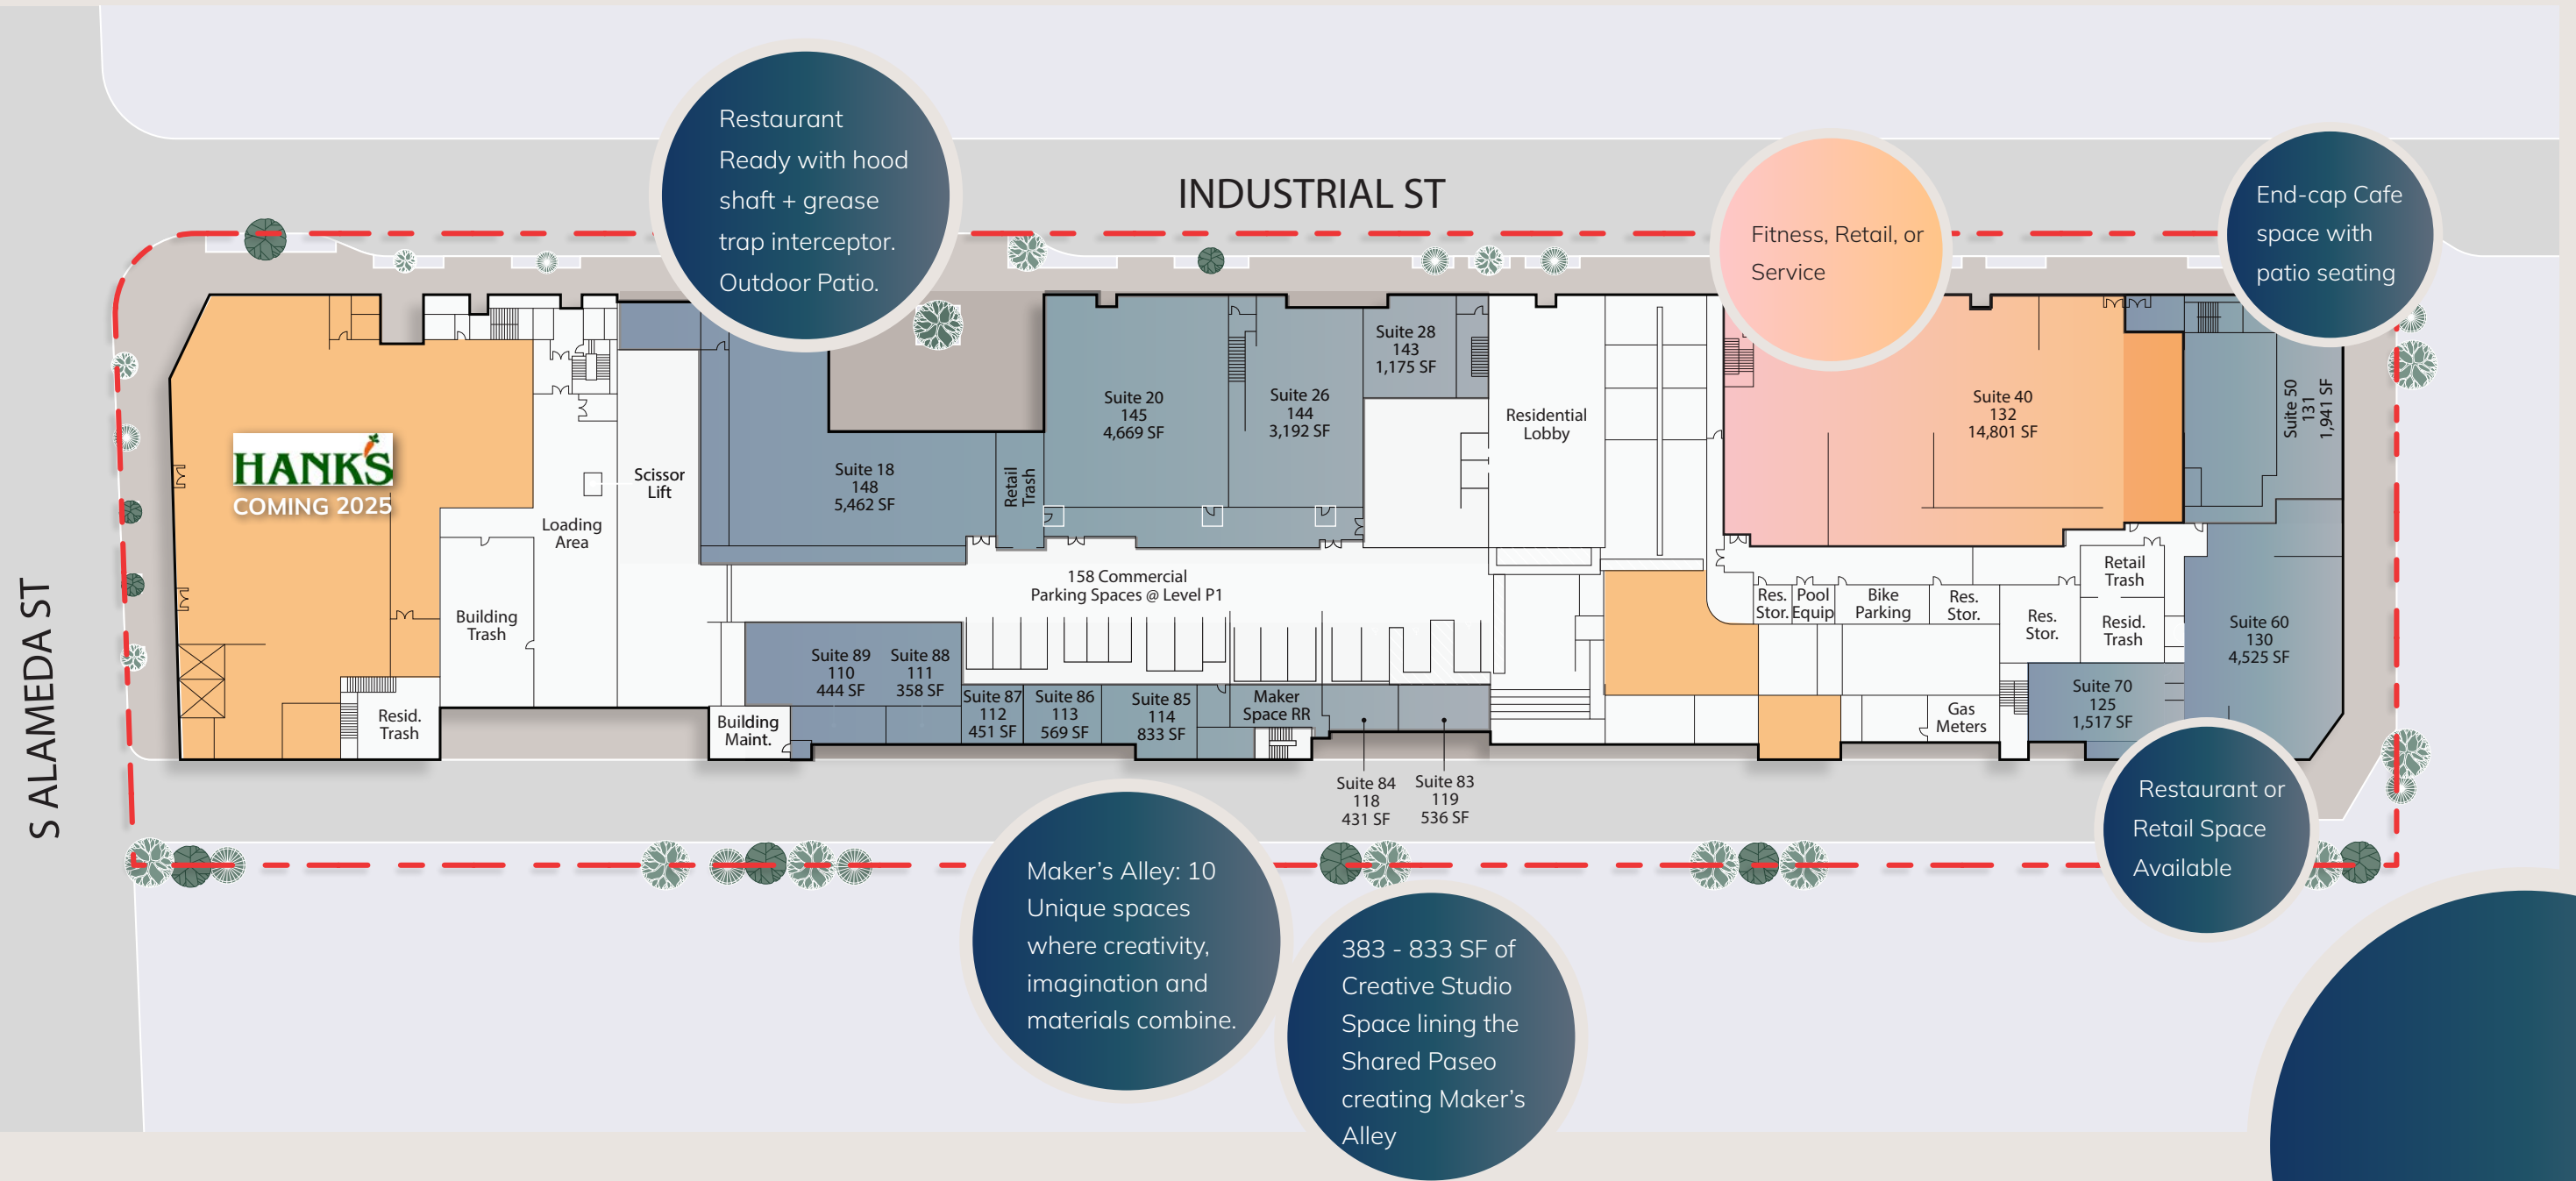 Restaurant
Ready with hood
shaft + grease
trap interceptor.
Outdoor Patio.
INDUSTRIAL ST
Fitness, Retail, or
Service
End-cap Cafe
space with
patio seating
S ALAMEDA ST
HANK'S
COMING 2025
Loading
Area
Building
Trash
Resid.
Trash
Scissor
Lift
Suite 18
148
5,462 SF
Retail
Trash
Suite 20
145
4,669 SF
Suite 26
144
3,192 SF
Suite 28
143
1,175 SF
Residential
Lobby
Suite 40
132
14,801 SF
Suite 50
131
1,941 SF
158 Commercial
Parking Spaces @ Level P1
Building
Maint.
Suite 89
110
444 SF
Suite 88
111
358 SF
Suite 87
112
451 SF
Suite 86
113
569 SF
Suite 85
114
833 SF
Maker
Space RR
Suite 84
118
431 SF
Suite 83
119
536 SF
Res.
Stor.
Pool
Equip
Bike
Parking
Res.
Stor.
Res.
Stor.
Retail
Trash
Resid.
Trash
Gas
Meters
Suite 60
130
4,525 SF
Suite 70
125
1,517 SF
Restaurant or
Retail Space
Available
Maker’s Alley: 10
Unique spaces
where creativity,
imagination and
materials combine.
383 - 833 SF of
Creative Studio
Space lining the
Shared Paseo
creating Maker’s
Alley